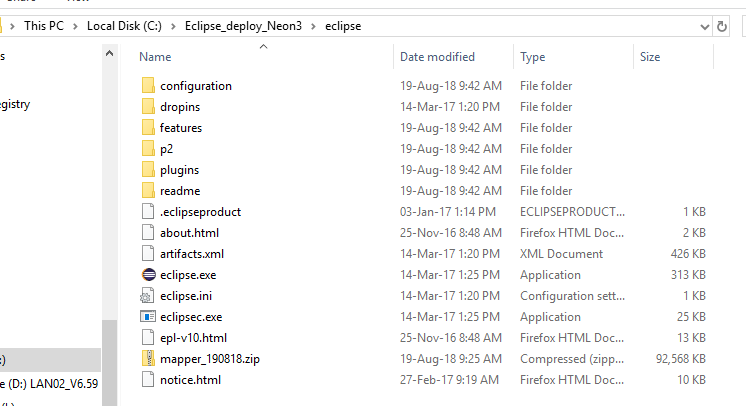 This PC > Local Disk (C:) > Eclipse_deploy_Neon3 > eclipse
Name Date modified Type Size
configuration 19-Aug-18 9:42 AM File folder
dropins 14-Mar-17 1:20 PM File folder
features 19-Aug-18 9:42 AM File folder
p2 19-Aug-18 9:42 AM File folder
plugins 19-Aug-18 9:42 AM File folder
readme 19-Aug-18 9:42 AM File folder
.eclipseproduct 03-Jan-17 1:14 PM ECLIPSEPRODUCT... 1 KB
about.html 25-Nov-16 8:48 AM Firefox HTML Doc... 2 KB
artifacts.xml 14-Mar-17 1:20 PM XML Document 426 KB
eclipse.exe 14-Mar-17 1:25 PM Application 313 KB
eclipse.ini 14-Mar-17 1:20 PM Configuration sett... 1 KB
eclipsec.exe 14-Mar-17 1:25 PM Application 25 KB
epl-v10.html 25-Nov-16 8:48 AM Firefox HTML Doc... 13 KB
mapper_190818.zip 19-Aug-18 9:25 AM Compressed (zipp... 92,568 KB
notice.html 27-Feb-17 9:19 AM Firefox HTML Doc... 10 KB
s
egistry
:)
e (D:) LAN02_V6.59